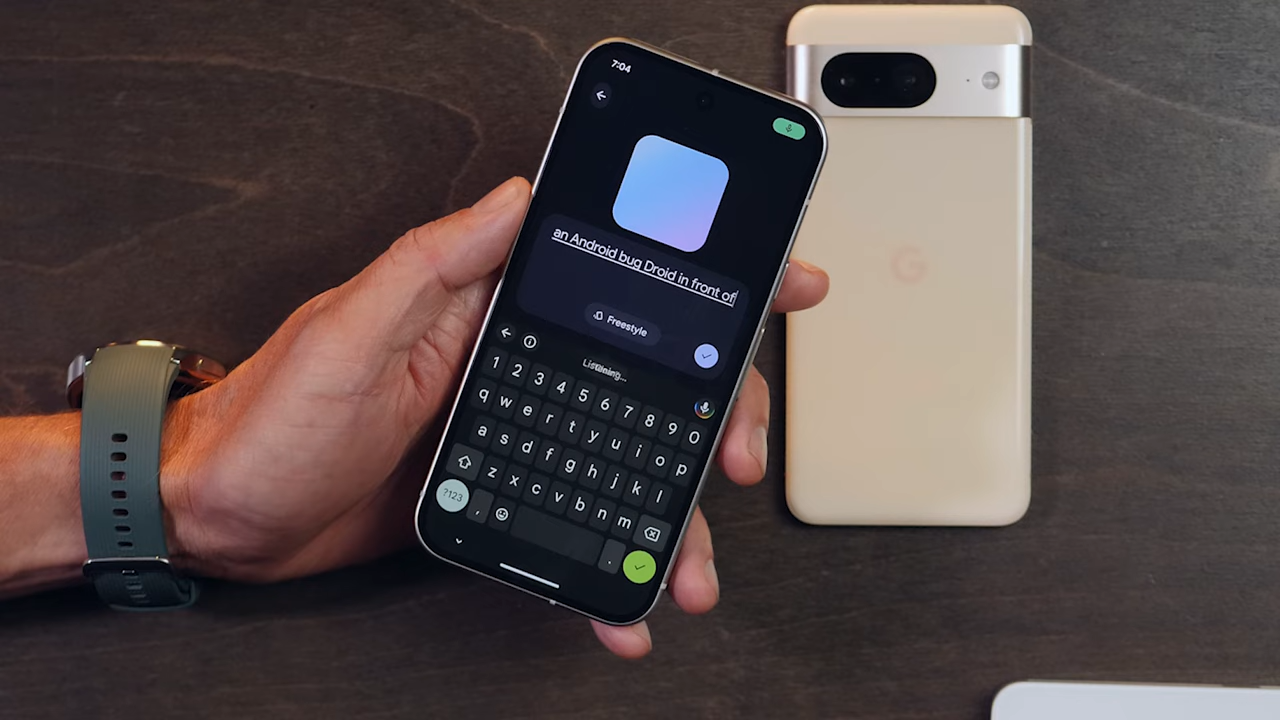 7:04
an Android bug Droid in front of
Freestyle
Listening...
1 2 3 4 5 6 7 8 9 0
q w e r t y u i o p
a s d f g h j k l
z x c v b n m
?123 , .
G